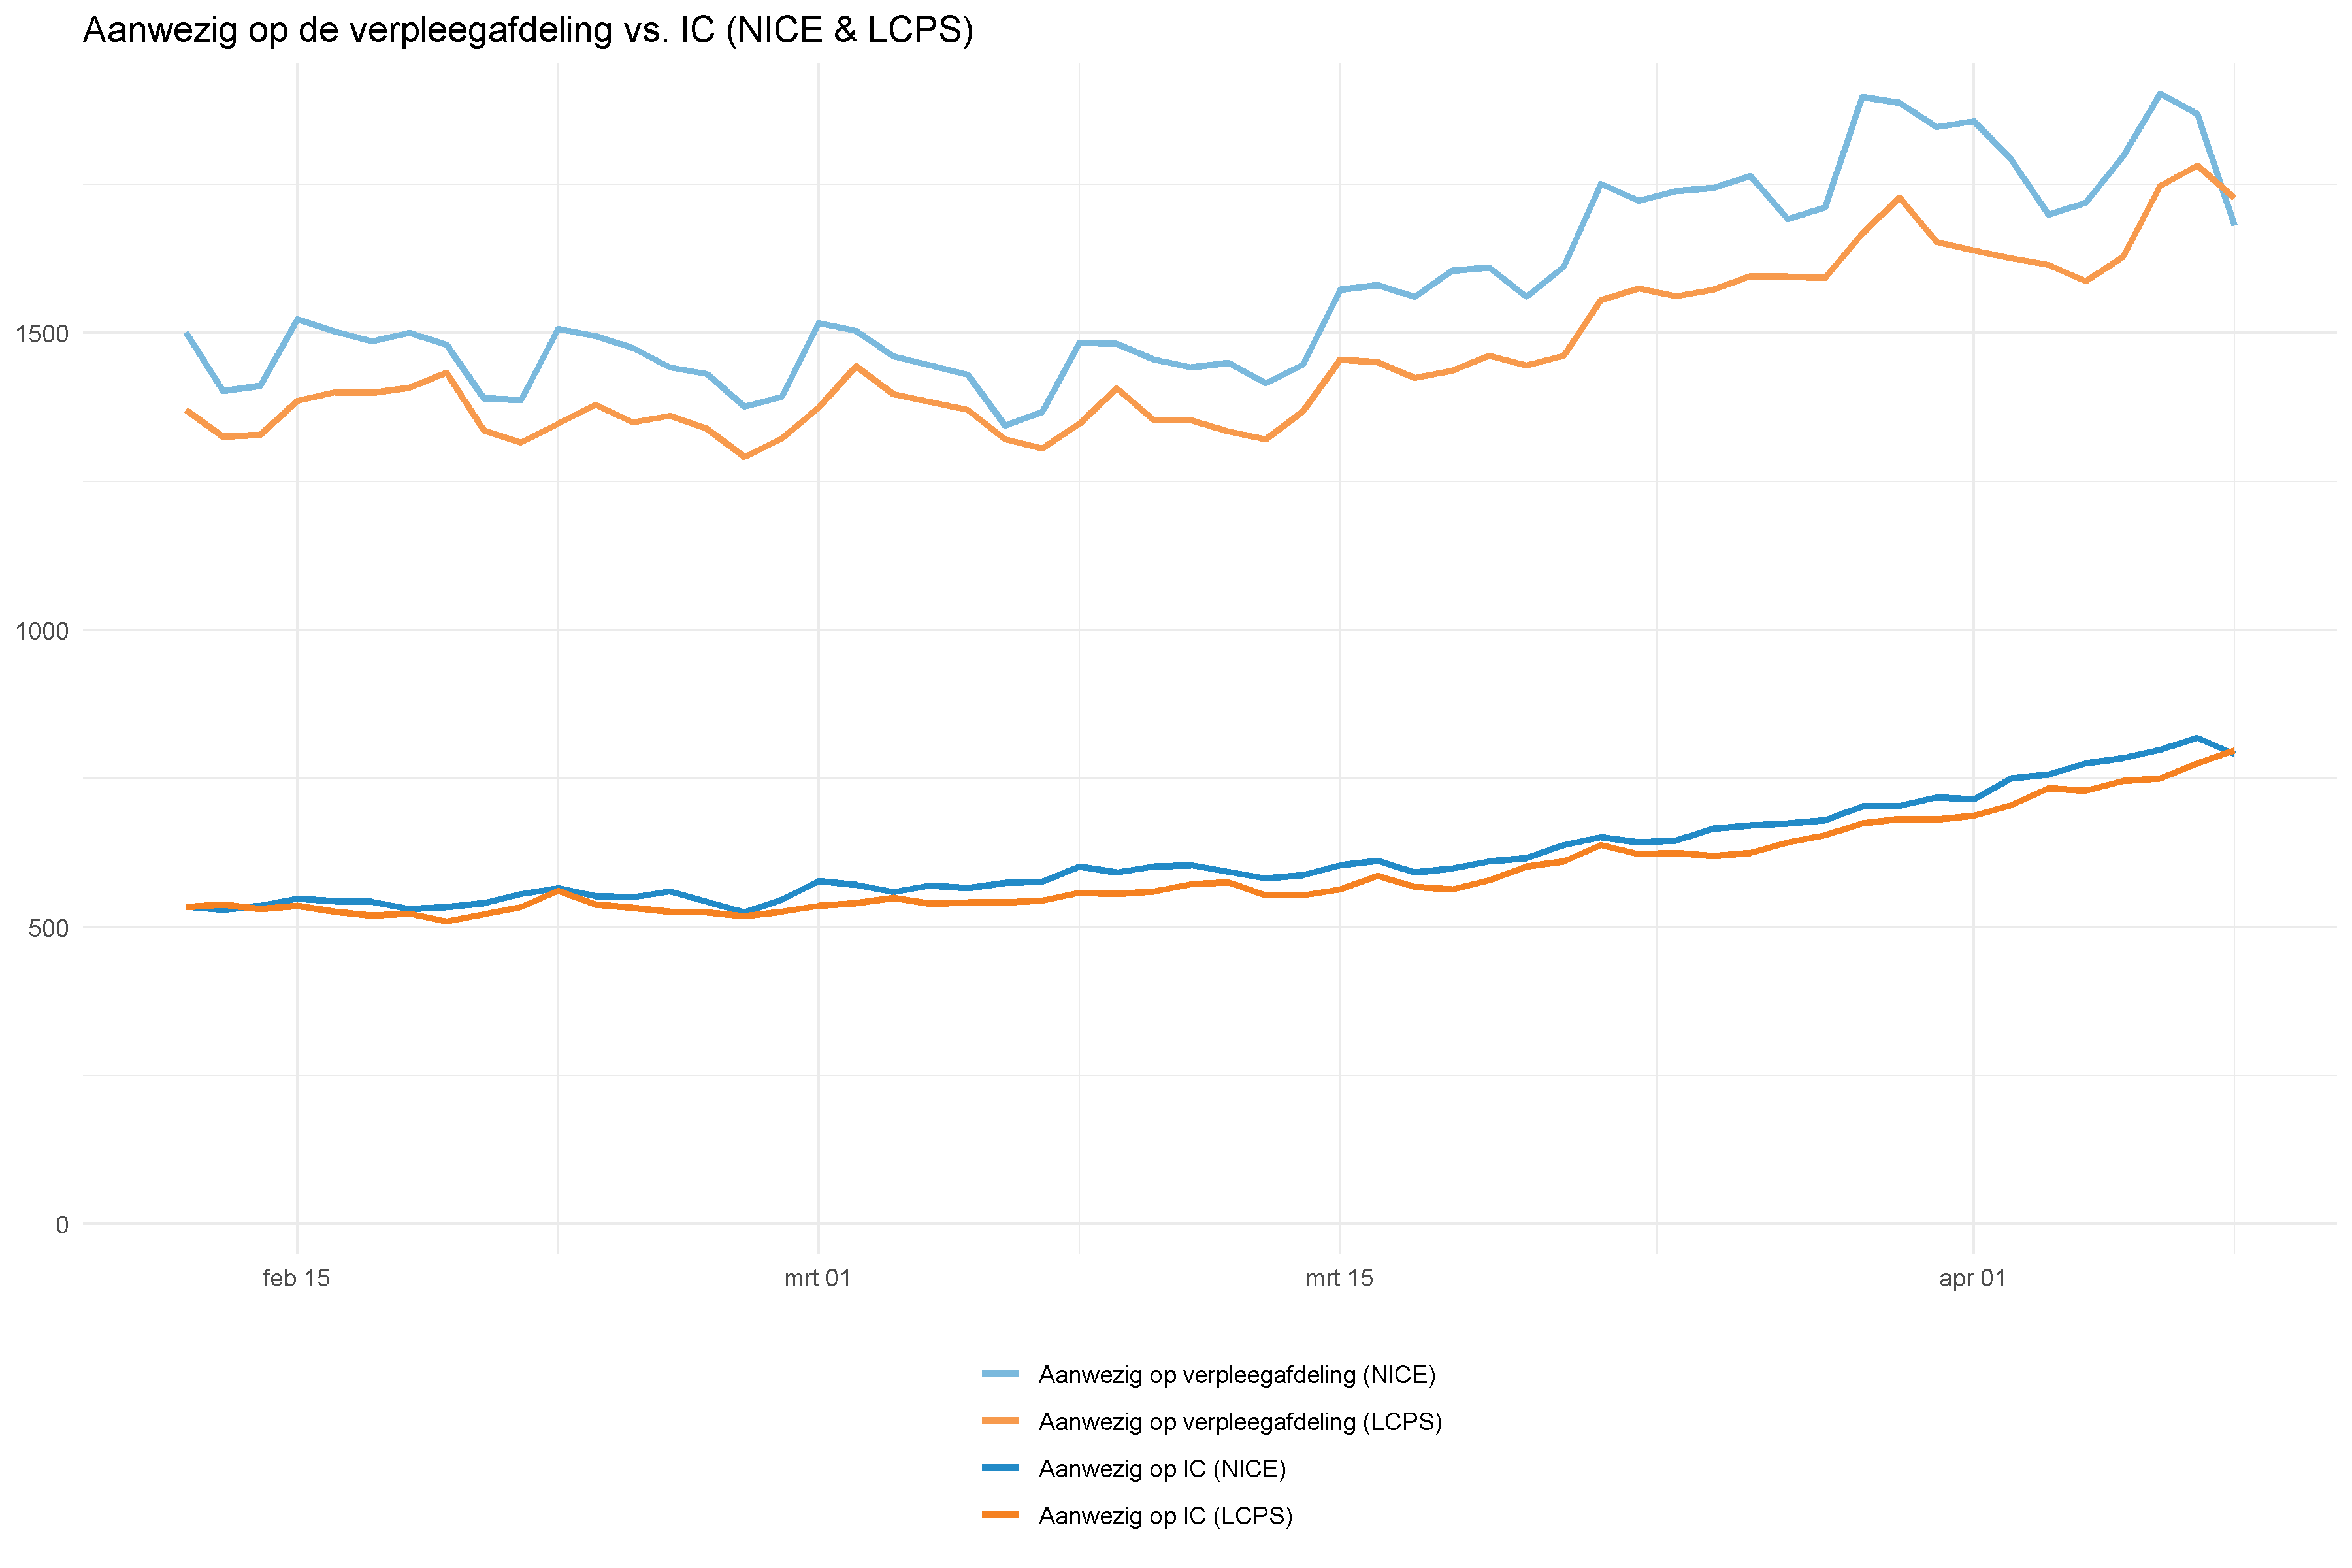 Aanwezig op de verpleegafdeling vs. IC (NICE & LCPS)
1500
1000
500
0
feb 15
mrt 01
mrt 15
apr 01
Aanwezig op verpleegafdeling (NICE)
Aanwezig op verpleegafdeling (LCPS)
Aanwezig op IC (NICE)
Aanwezig op IC (LCPS)